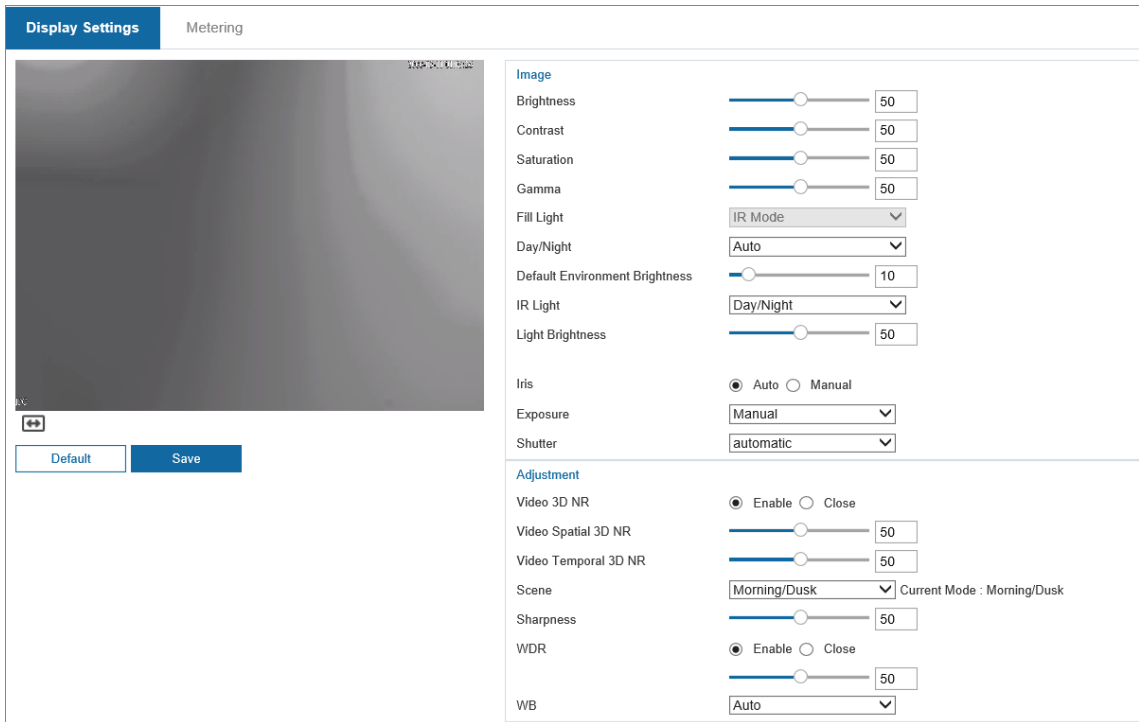 Display Settings
Metering
Default
Save
Image
Brightness 50
Contrast 50
Saturation 50
Gamma 50
Fill Light IR Mode
Day/Night Auto
Default Environment Brightness 10
IR Light Day/Night
Light Brightness 50
Iris Auto Manual
Exposure Manual
Shutter automatic
Adjustment
Video 3D NR Enable Close
Video Spatial 3D NR 50
Video Temporal 3D NR 50
Scene Morning/Dusk Current Mode : Morning/Dusk
Sharpness 50
WDR Enable Close
50
WB Auto